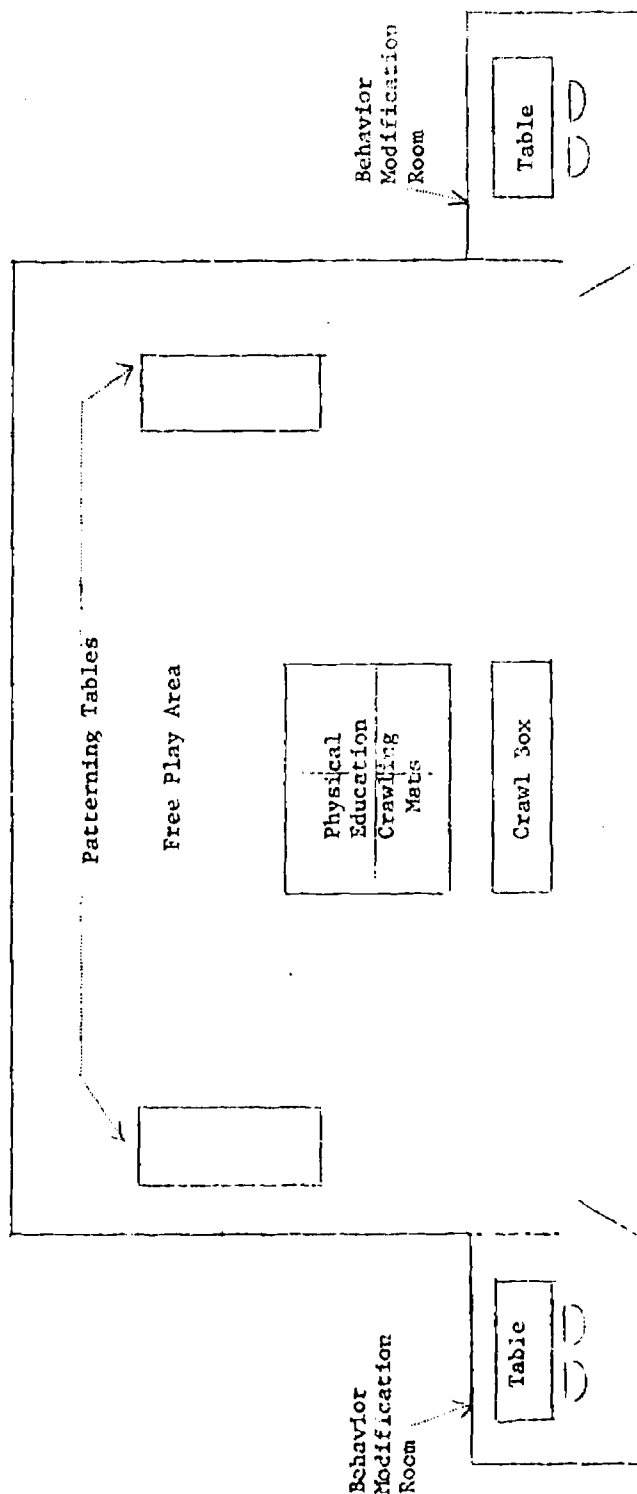 Patterning Tables
Free Play Area
Behavior
Modification
Room
Physical
Education
Crawling
Mats
Behavior
Modification
Room
Table
Crawl Box
Table